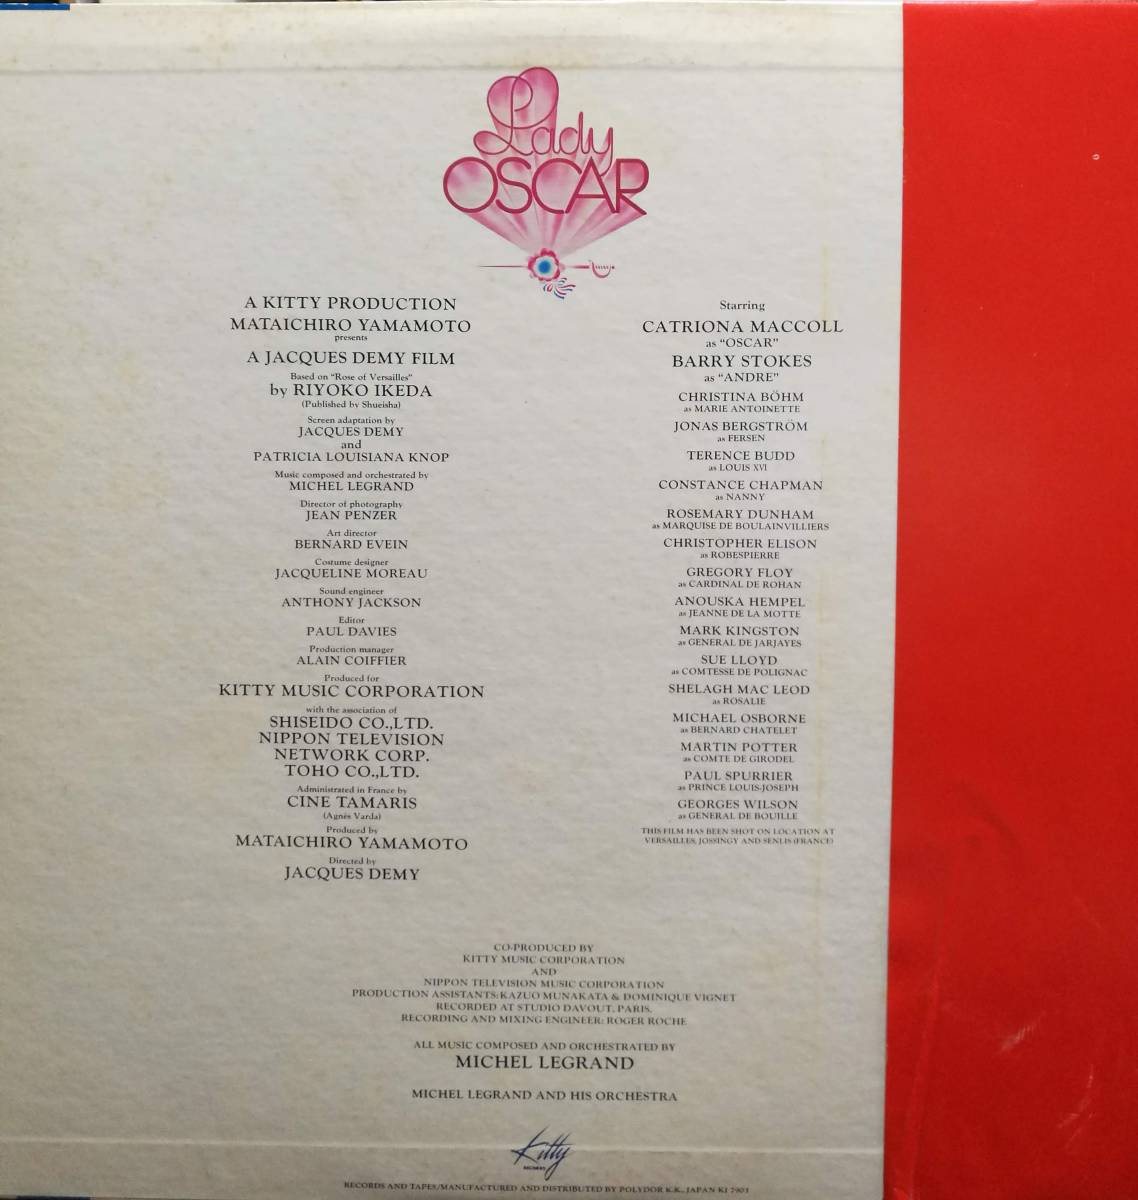 Lady
OSCAR
A KITTY PRODUCTION
MATAICHIRO YAMAMOTO
presents
A JACQUES DEMY FILM
Based on "Rose of Versailles"
by RIYOKO IKEDA
(Published by Shueisha)
Screen adaptation by
JACQUES DEMY
and
PATRICIA LOUISIANA KNOP
Music composed and orchestrated by
MICHEL LEGRAND
Director of photography
JEAN PENZER
Art director
BERNARD EVEIN
Costume designer
JACQUELINE MOREAU
Sound engineer
ANTHONY JACKSON
Editor
PAUL DAVIES
Production manager
ALAIN COIFFIER
Produced for
KITTY MUSIC CORPORATION
with the association of
SHISEIDO CO.,LTD.
NIPPON TELEVISION
NETWORK CORP.
TOHO CO.,LTD.
Administrated in France by
CINE TAMARIS
(Agnès Varda)
Produced by
MATAICHIRO YAMAMOTO
Directed by
JACQUES DEMY
Starring
CATRIONA MACCOLL
as "OSCAR"
BARRY STOKES
as "ANDRE"
CHRISTINA BÖHM
as MARIE ANTOINETTE
JONAS BERGSTRÖM
as FERSEN
TERENCE BUDD
as LOUIS XVI
CONSTANCE CHAPMAN
as NANNY
ROSEMARY DUNHAM
as MARQUISE DE BOULAINVILLIERS
CHRISTOPHER ELISON
as ROBESPIERRE
GREGORY FLOY
as CARDINAL DE ROHAN
ANOUSKA HEMPEL
as JEANNE DE LA MOTTE
MARK KINGSTON
as GENERAL DE JARJAYES
SUE LLOYD
as COMTESSE DE POLIGNAC
SHELAGH MAC LEOD
as ROSALIE
MICHAEL OSBORNE
as BERNARD CHATELET
MARTIN POTTER
as COMTE DE GIRODEL
PAUL SPURRIER
as PRINCE LOUIS-JOSEPH
GEORGES WILSON
as GENERAL DE BOUILLE
THIS FILM HAS BEEN SHOT ON LOCATION AT
VERSAILLES, JOSSINGY AND SENLIS (FRANCE)
CO-PRODUCED BY
KITTY MUSIC CORPORATION
AND
NIPPON TELEVISION MUSIC CORPORATION
PRODUCTION ASSISTANTS: KAZUO MUNAKATA & DOMINIQUE VIGNET
RECORDED AT STUDIO DAVOUT, PARIS.
RECORDING AND MIXING ENGINEER: ROGER ROCHE
ALL MUSIC COMPOSED AND ORCHESTRATED BY
MICHEL LEGRAND
MICHEL LEGRAND AND HIS ORCHESTRA
Kitty
RECORDS
RECORDS AND TAPES/MANUFACTURED AND DISTRIBUTED BY POLYDOR K.K., JAPAN KI 7901